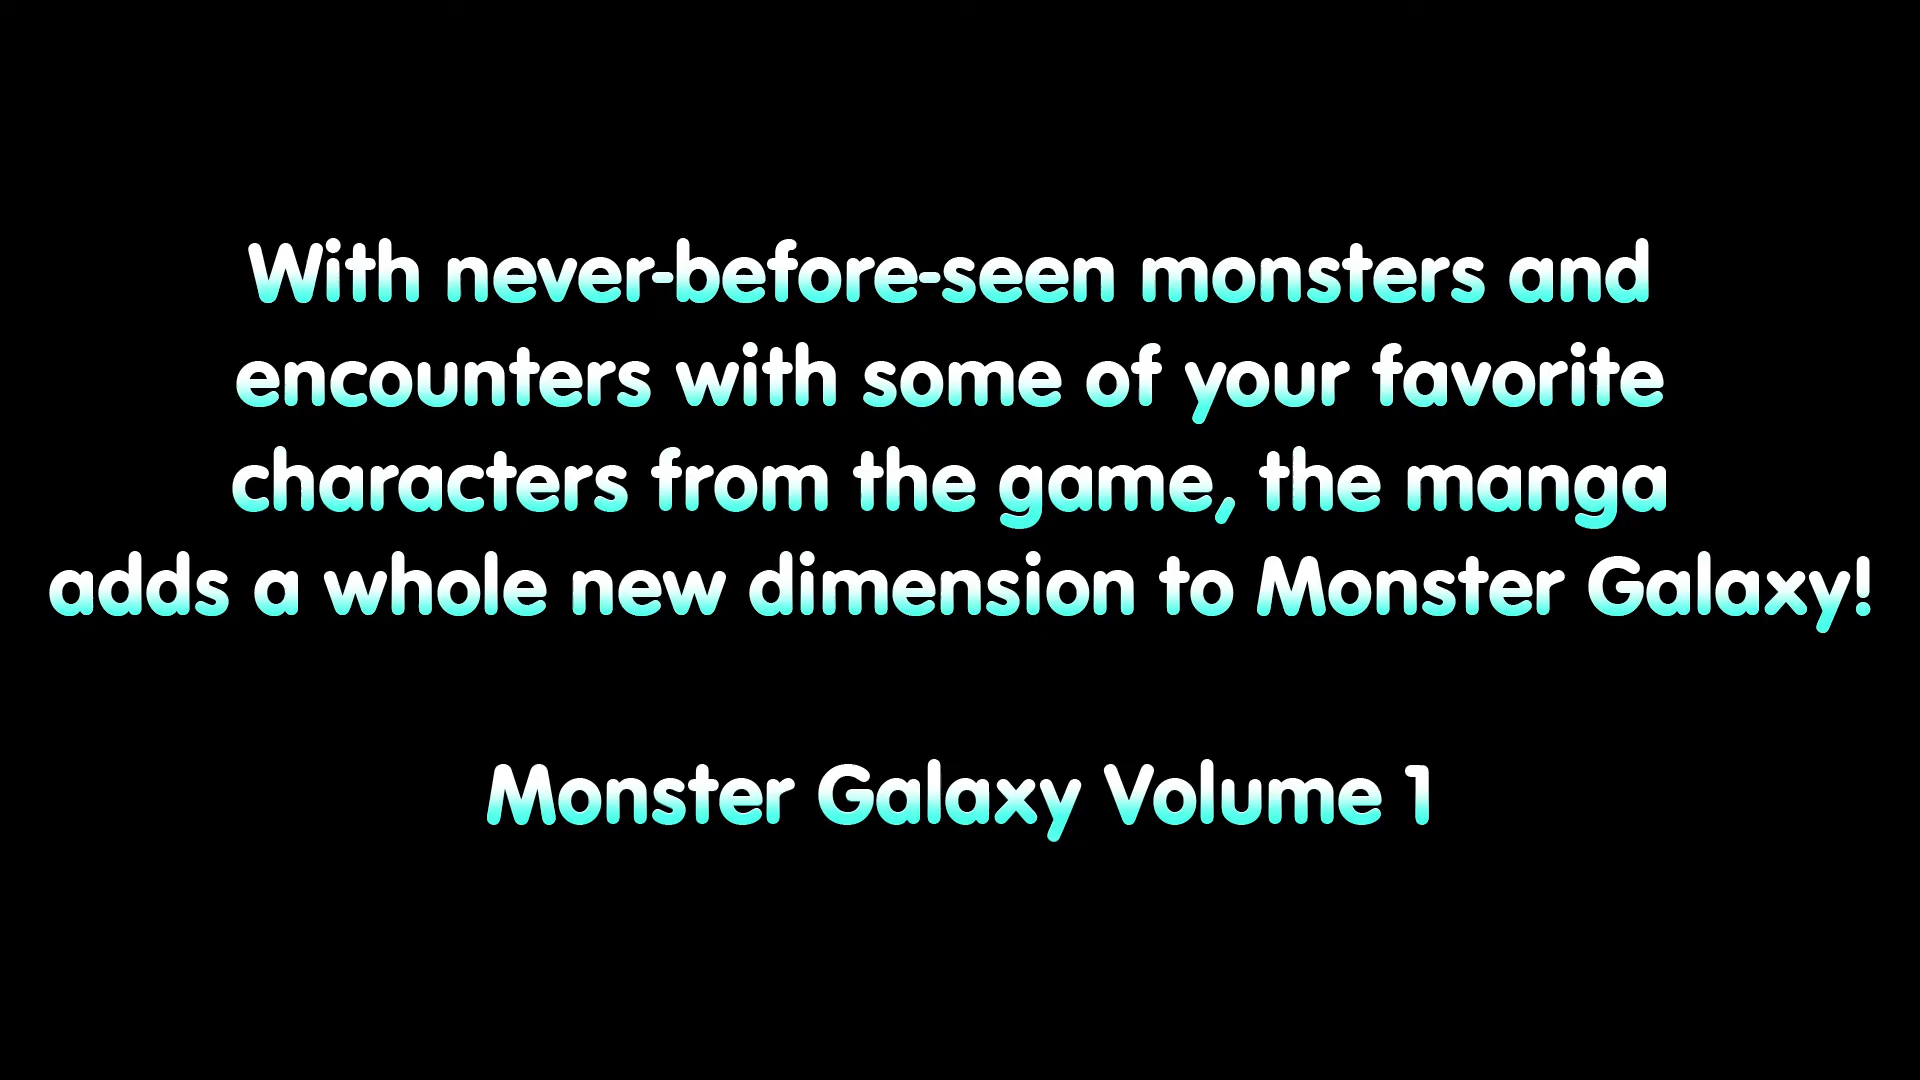 With never-before-seen monsters and
encounters with some of your favorite
characters from the game, the manga
adds a whole new dimension to Monster Galaxy!
Monster Galaxy Volume 1